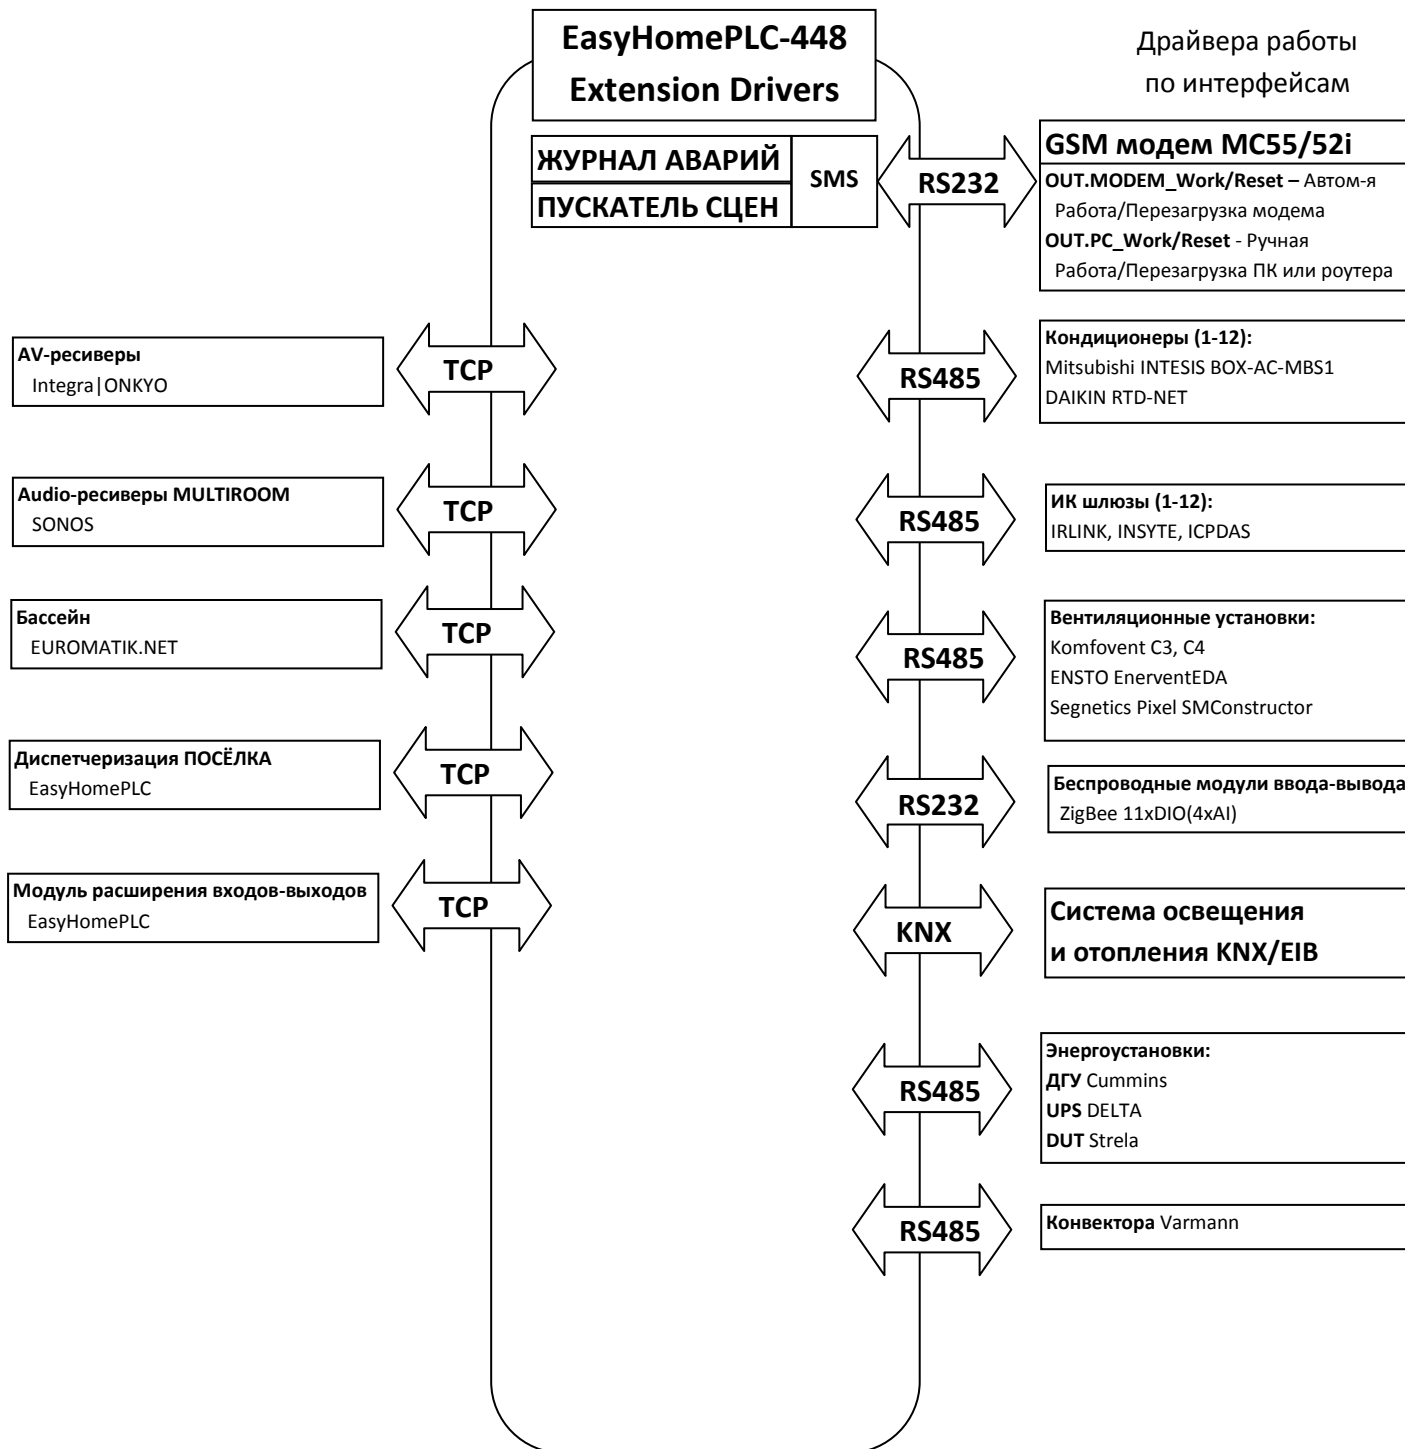 EasyHomePLC-448
Extension Drivers
Драйвера работы
по интерфейсам
ЖУРНАЛ АВАРИЙ
ПУСКАТЕЛЬ СЦЕН
SMS
RS232
GSM модем MC55/52i
OUT.MODEM_Work/Reset – Автом-я
Работа/Перезагрузка модема
OUT.PC_Work/Reset - Ручная
Работа/Перезагрузка ПК или роутера
AV-ресиверы
Integra|ONKYO
TCP
RS485
Кондиционеры (1-12):
Mitsubishi INTESIS BOX-AC-MBS1
DAIKIN RTD-NET
Audio-ресиверы MULTIROOM
SONOS
TCP
RS485
ИК шлюзы (1-12):
IRLINK, INSYTE, ICPDAS
Бассейн
EUROMATIK.NET
TCP
RS485
Вентиляционные установки:
Komfovent C3, C4
ENSTO EnerventEDA
Segnetics Pixel SMConstructor
Диспетчеризация ПОСЁЛКА
EasyHomePLC
TCP
RS232
Беспроводные модули ввода-вывода
ZigBee 11xDIO(4xAI)
Модуль расширения входов-выходов
EasyHomePLC
TCP
KNX
Система освещения
и отопления KNX/EIB
RS485
Энергоустановки:
ДГУ Cummins
UPS DELTA
DUT Strela
RS485
Конвектора Varmann